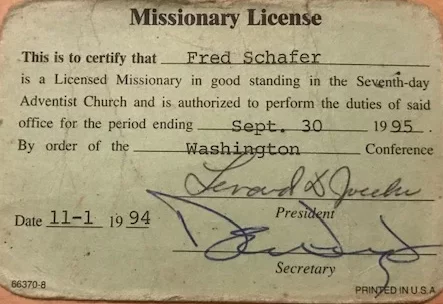 Missionary License
This is to certify that Fred Schafer
is a Licensed Missionary in good standing in the Seventh-day
Adventist Church and is authorized to perform the duties of said
office for the period ending Sept. 30 1995.
By order of the Washington Conference
President
Date 11-1 1994
Secretary
66370-8 PRINTED IN U.S.A.